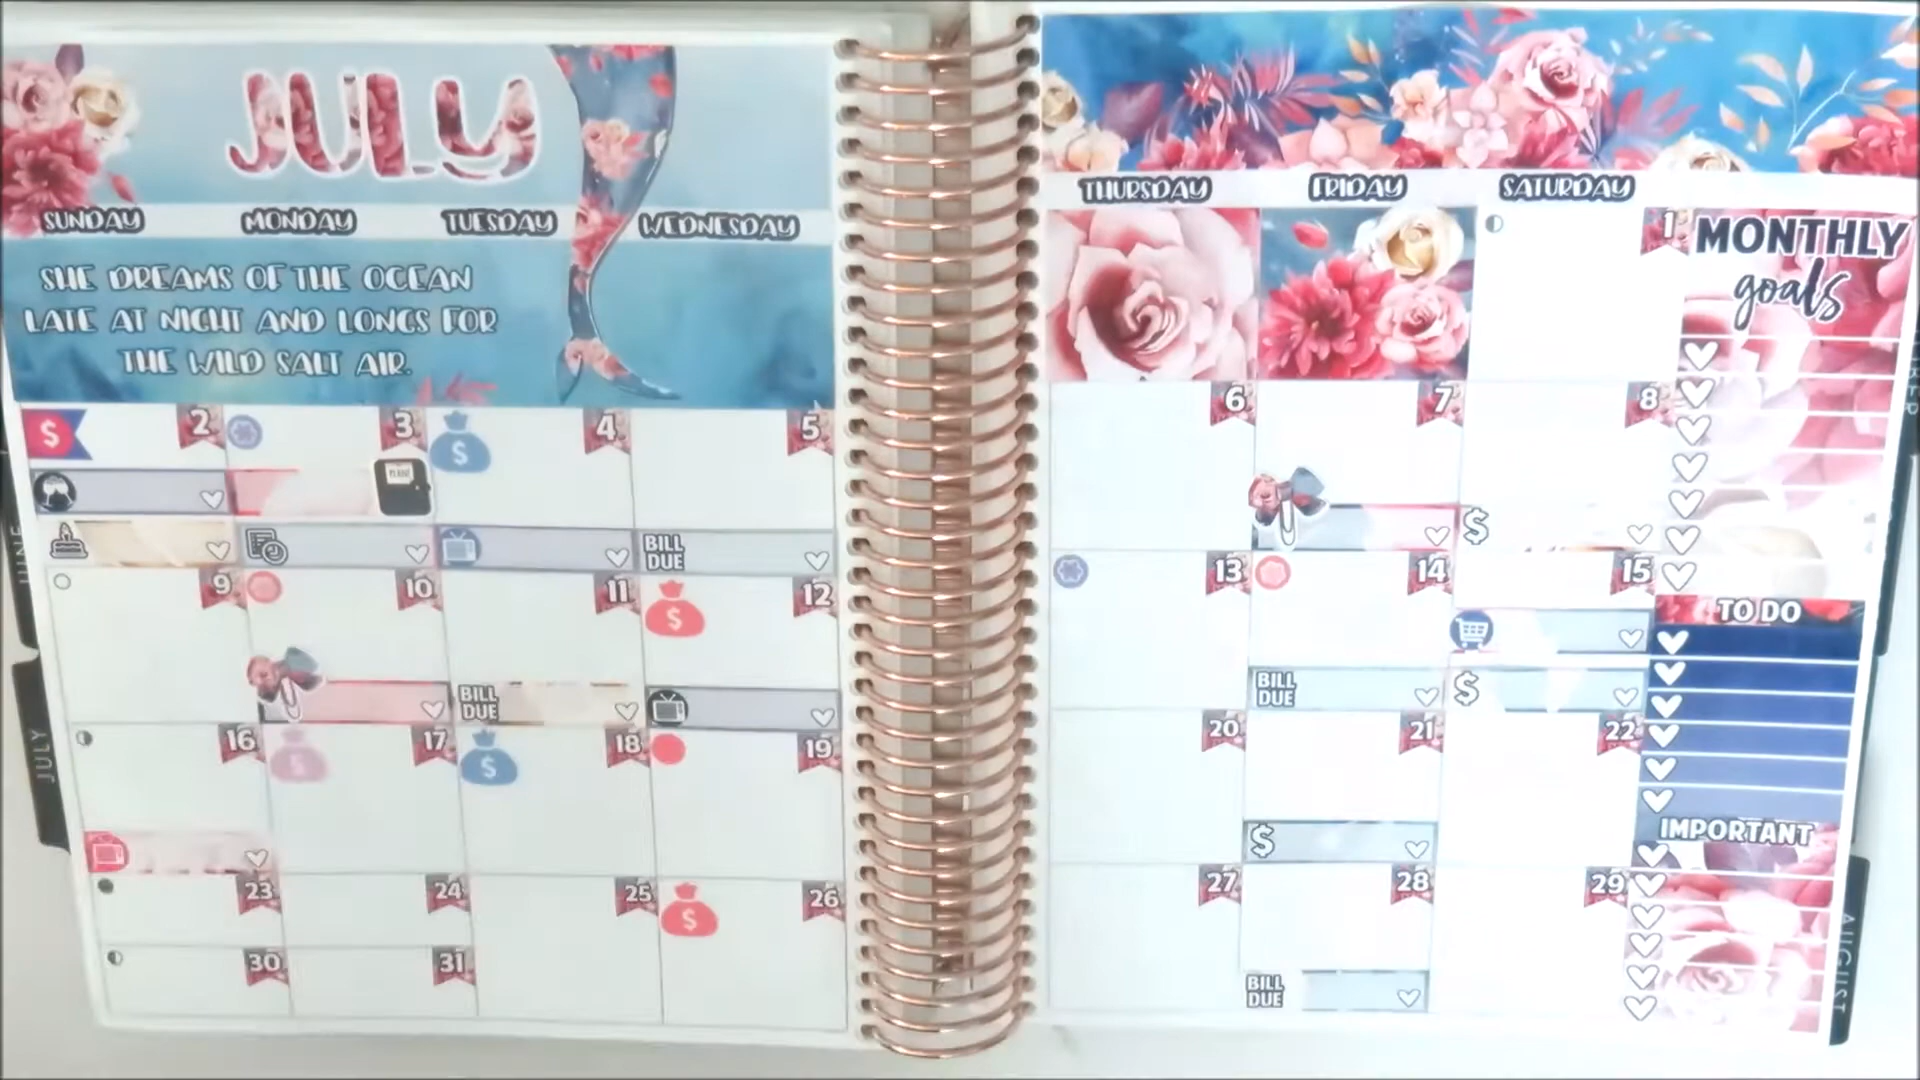 JULY
SUNDAY MONDAY TUESDAY WEDNESDAY
SHE DREAMS OF THE OCEAN
LATE AT NIGHT AND LONGS FOR
THE WILD SALT AIR.
$ 2 3 $ 4 5
BILL DUE
9 10 11 $ 12
BILL DUE
16 $ 17 $ 18 19
23 24 25 $ 26
30 31
JUNE
JULY
THURSDAY FRIDAY SATURDAY
1
MONTHLY
goals
6 7 8
$
13 14 15
TO DO
BILL DUE $
20 21 22
$
IMPORTANT
27 28 29
BILL DUE
AUGUST